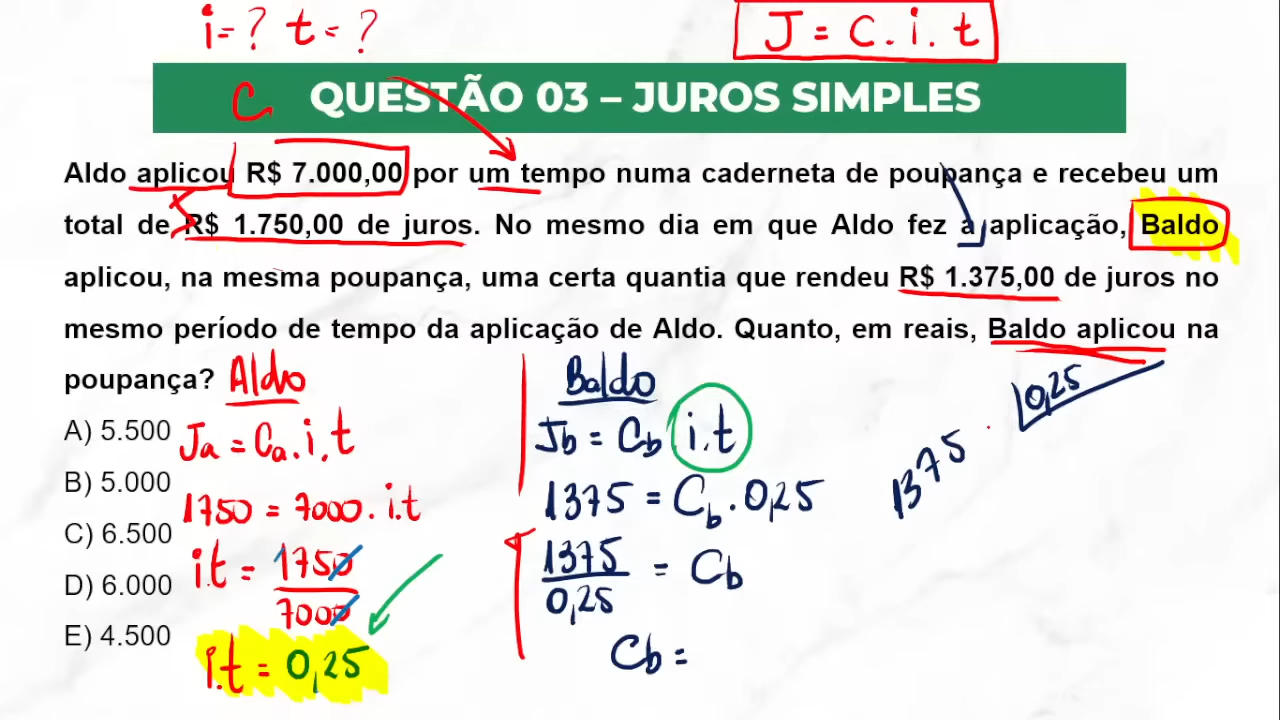 i=? t=?
J = C.i.t
C
QUESTÃO 03 – JUROS SIMPLES
Aldo aplicou R$ 7.000,00 por um tempo numa caderneta de poupança e recebeu um
total de R$ 1.750,00 de juros. No mesmo dia em que Aldo fez a aplicação, Baldo
aplicou, na mesma poupança, uma certa quantia que rendeu R$ 1.375,00 de juros no
mesmo período de tempo da aplicação de Aldo. Quanto, em reais, Baldo aplicou na
poupança?
A) 5.500
B) 5.000
C) 6.500
D) 6.000
E) 4.500
Aldo
Ja = Ca.i.t
1750 = 7000.i.t
i.t = 1750
7000
i.t = 0,25
Baldo
Jb = Cb i.t
1375 = Cb.0,25
1375 = Cb
0,25
Cb =
1375 0,25